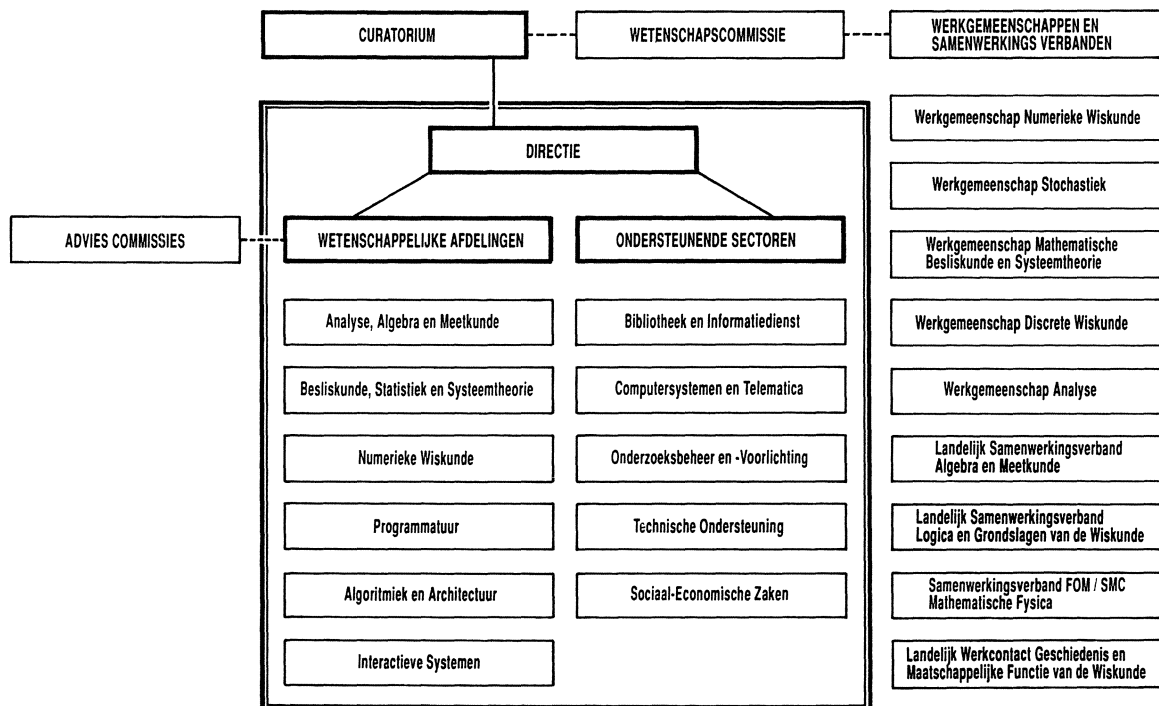 CURATORIUM
WETENSCHAPSCOMMISSIE
WERKGEMEENSCHAPPEN EN
SAMENWERKINGS VERBANDEN
DIRECTIE
ADVIES COMMISSIES
WETENSCHAPPELIJKE AFDELINGEN
Analyse, Algebra en Meetkunde
Besliskunde, Statistiek en Systeemtheorie
Numerieke Wiskunde
Programmatuur
Algoritmiek en Architectuur
Interactieve Systemen
ONDERSTEUNENDE SECTOREN
Bibliotheek en Informatiedienst
Computersystemen en Telematica
Onderzoeksbeheer en -Voorlichting
Technische Ondersteuning
Sociaal-Economische Zaken
Werkgemeenschap Numerieke Wiskunde
Werkgemeenschap Stochastiek
Werkgemeenschap Mathematische
Besliskunde en Systeemtheorie
Werkgemeenschap Discrete Wiskunde
Werkgemeenschap Analyse
Landelijk Samenwerkingsverband
Algebra en Meetkunde
Landelijk Samenwerkingsverband
Logica en Grondslagen van de Wiskunde
Samenwerkingsverband FOM / SMC
Mathematische Fysica
Landelijk Werkcontact Geschiedenis en
Maatschappelijke Functie van de Wiskunde